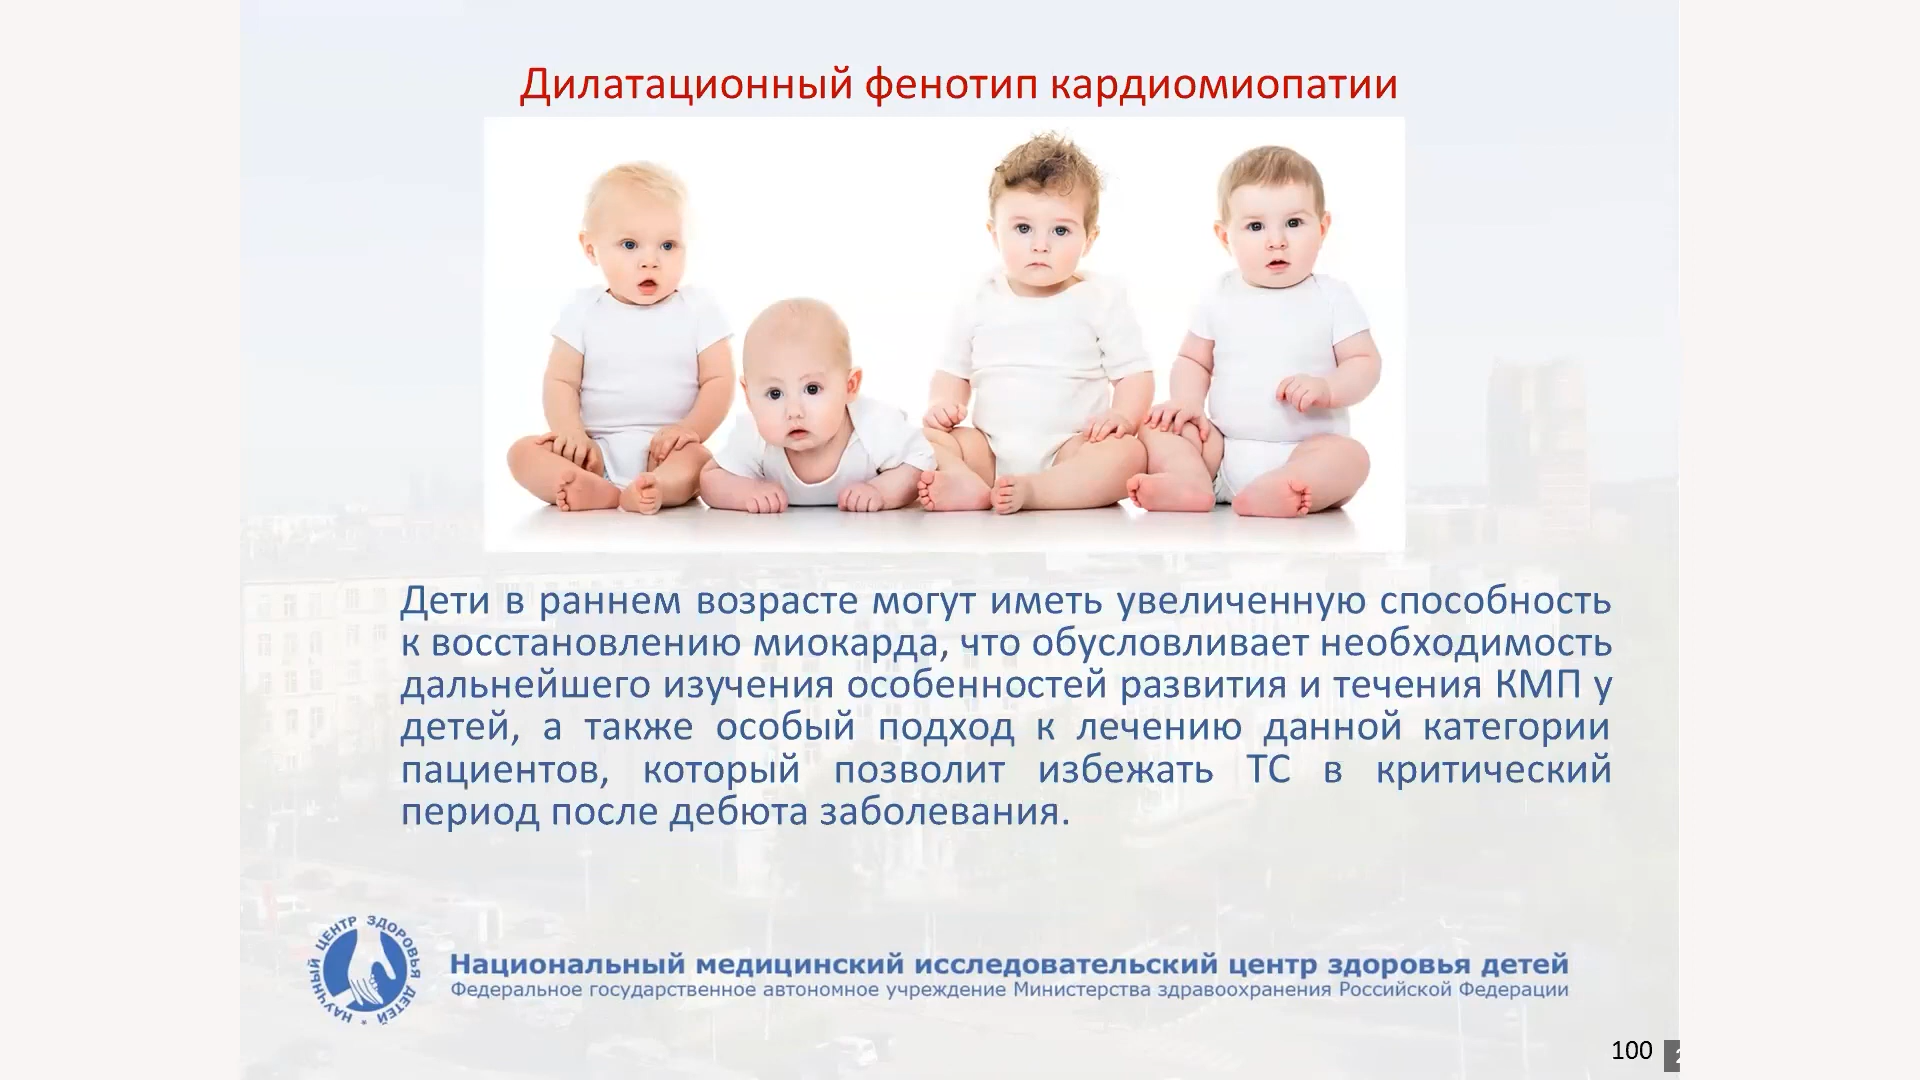 Дилатационный фенотип кардиомиопатии
Дети в раннем возрасте могут иметь увеличенную способность
к восстановлению миокарда, что обусловливает необходимость
дальнейшего изучения особенностей развития и течения КМП у
детей, а также особый подход к лечению данной категории
пациентов, который позволит избежать ТС в критический
период после дебюта заболевания.
НАУЧНЫЙ ЦЕНТР ЗДОРОВЬЯ ДЕТЕЙ *
Национальный медицинский исследовательский центр здоровья детей
Федеральное государственное автономное учреждение Министерства здравоохранения Российской Федерации
100